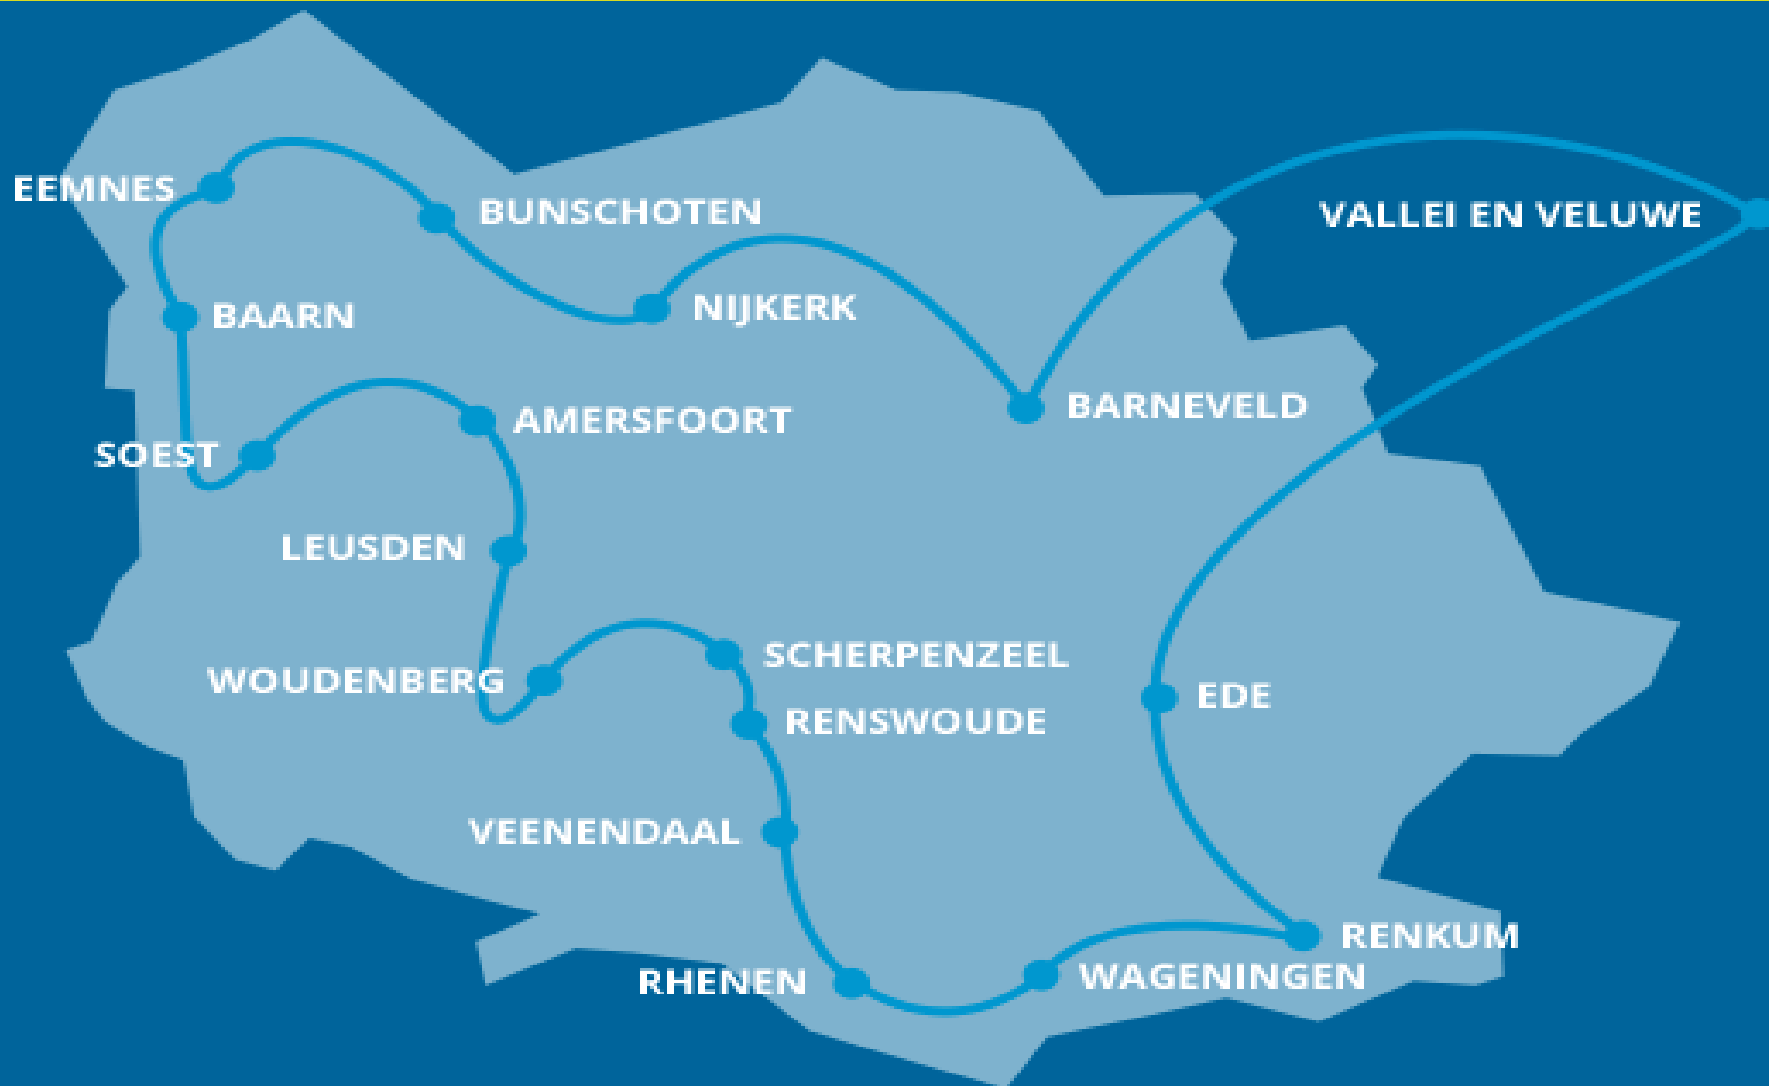 EEMNES
BUNSCHOTEN
VALLEI EN VELUWE
NIJKERK
BAARN
BARNEVELD
AMERSFOORT
SOEST
LEUSDEN
SCHERPENZEEL
WOUDENBERG
EDE
RENSWOUDE
VEENENDAAL
RENKUM
WAGENINGEN
RHENEN